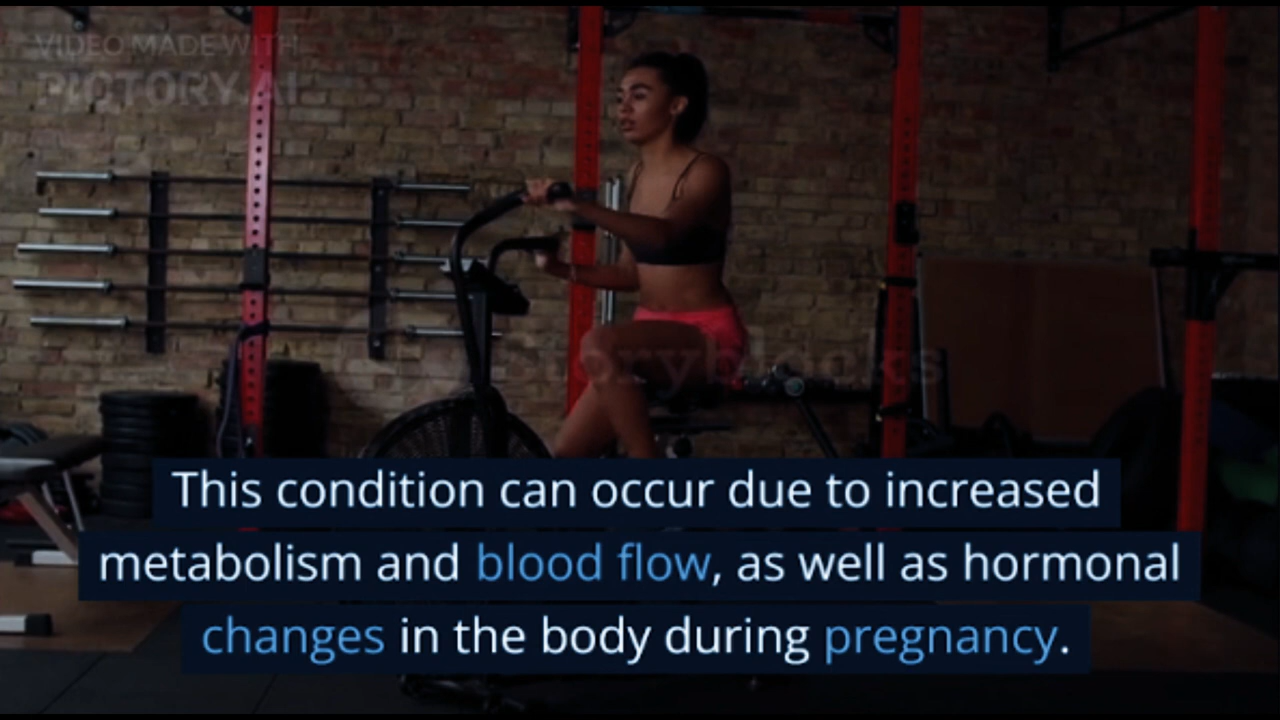 VIDEO MADE WITH
PICTORY.AI
storyblocks
This condition can occur due to increased
metabolism and blood flow, as well as hormonal
changes in the body during pregnancy.